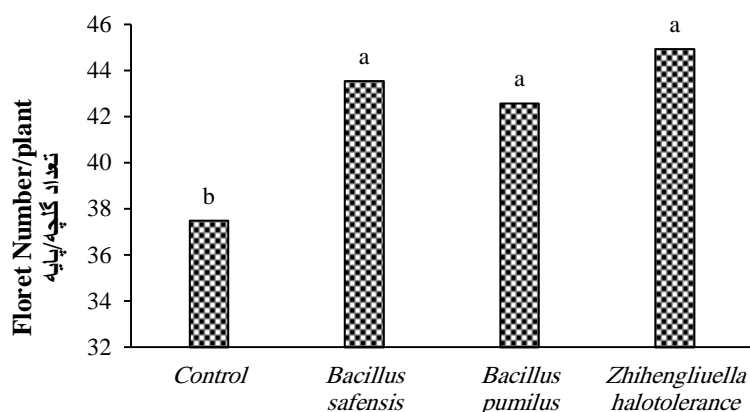 46
44
42
40
38
36
34
32
Floret Number/plant
تعداد گلچه/پایه
b
a
a
a
Control
Bacillus
safensis
Bacillus
pumilus
Zhihengliuella
halotolerance